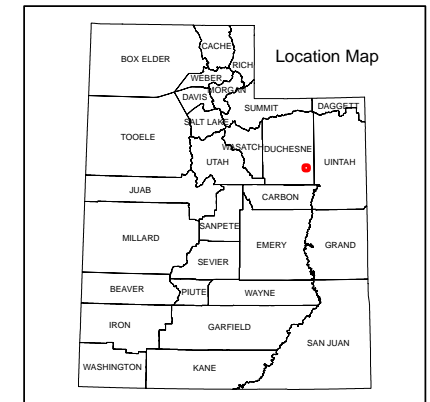 Location Map
BOX ELDER
CACHE
RICH
WEBER
MORGAN
DAVIS
SUMMIT
DAGGETT
SALT LAKE
TOOELE
WASATCH
DUCHESNE
UTAH
UINTAH
JUAB
CARBON
SANPETE
MILLARD
EMERY
GRAND
SEVIER
BEAVER
PIUTE
WAYNE
IRON
GARFIELD
SAN JUAN
WASHINGTON
KANE